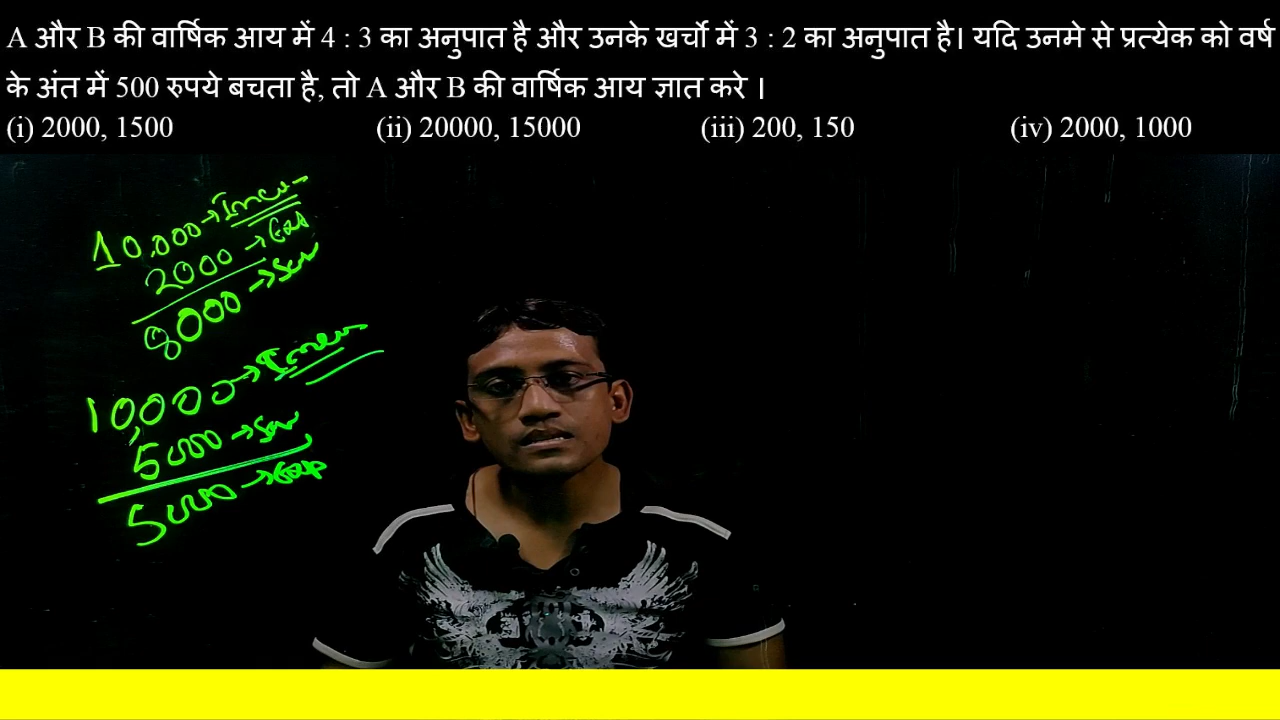 A और B की वार्षिक आय में 4 : 3 का अनुपात है और उनके खर्चो में 3 : 2 का अनुपात है। यदि उनमे से प्रत्येक को वर्ष
के अंत में 500 रुपये बचता है, तो A और B की वार्षिक आय ज्ञात करे ।
(i) 2000, 1500 (ii) 20000, 15000 (iii) 200, 150 (iv) 2000, 1000
10,000 →
2000 →
8000 →
10,000 →
5000 →
5000 →